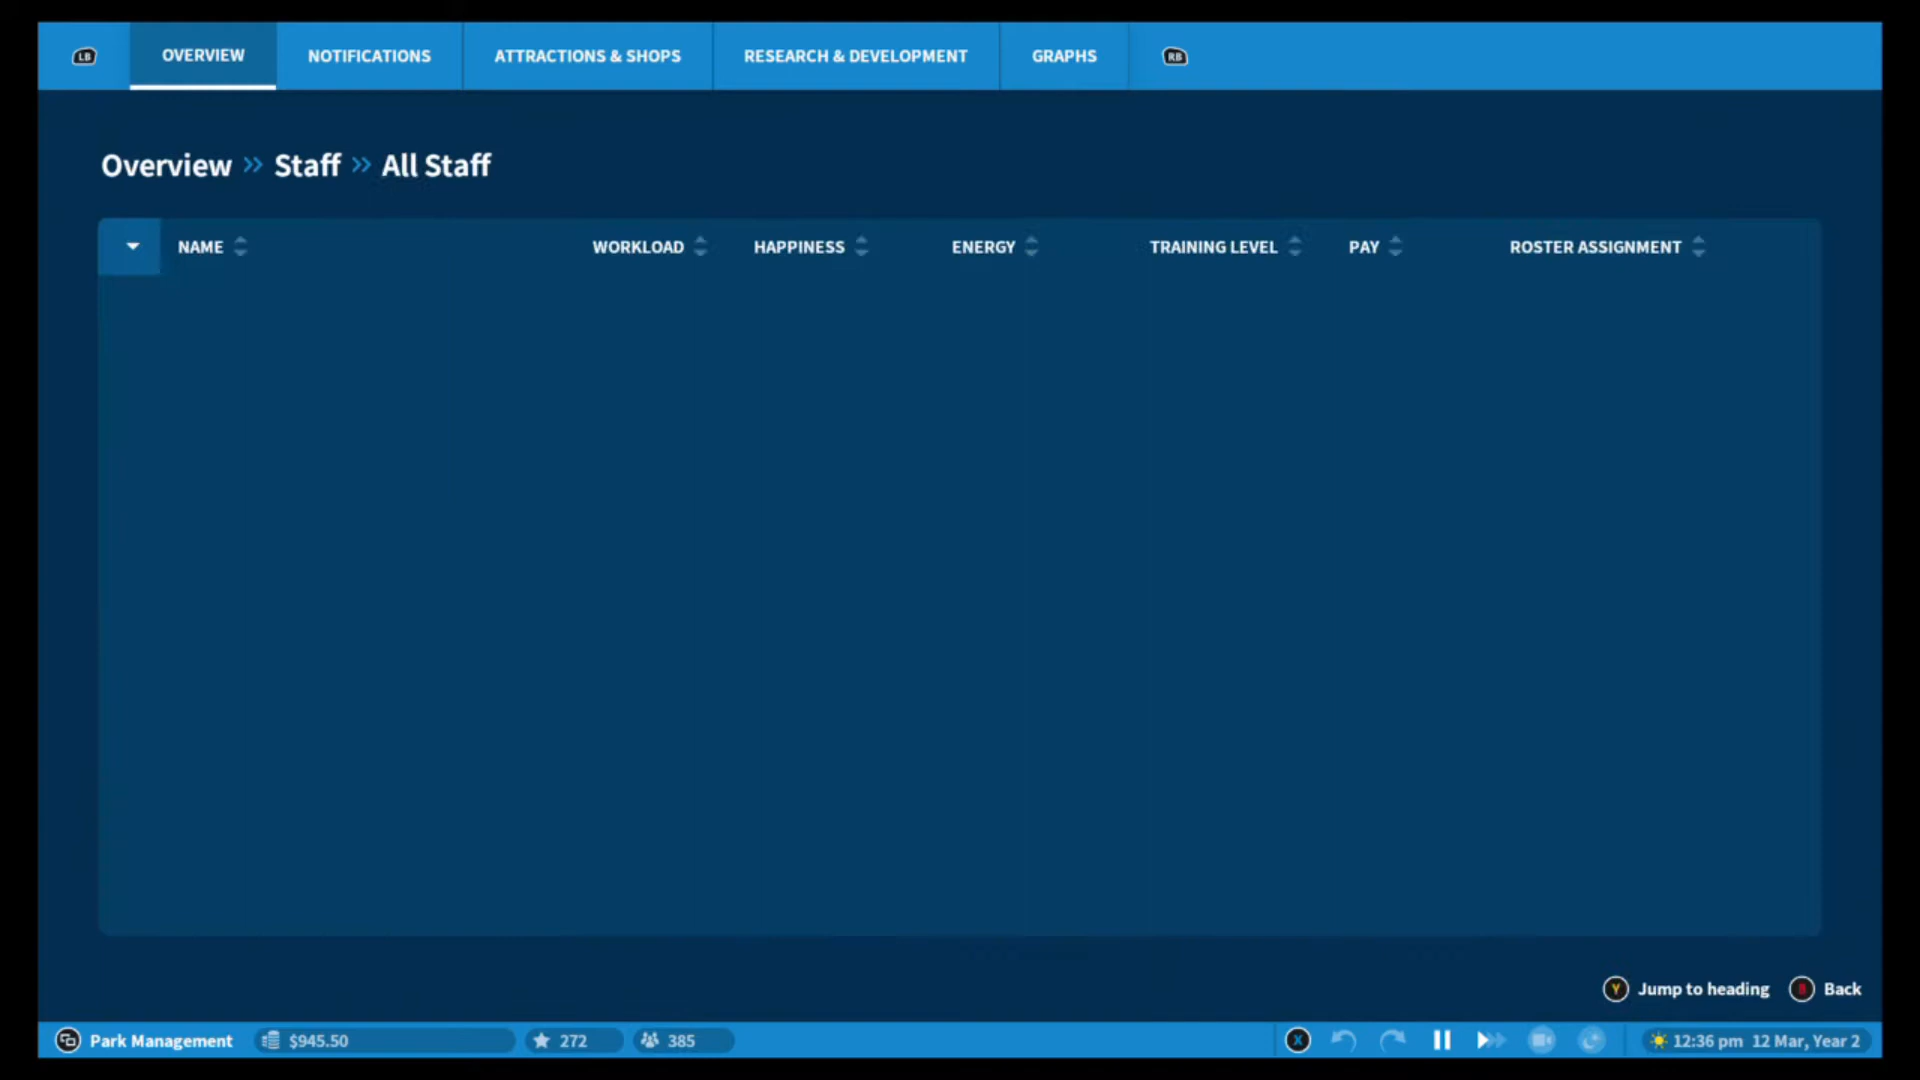 LB OVERVIEW NOTIFICATIONS ATTRACTIONS & SHOPS RESEARCH & DEVELOPMENT GRAPHS RB
Overview » Staff » All Staff
NAME WORKLOAD HAPPINESS ENERGY TRAINING LEVEL PAY ROSTER ASSIGNMENT
Y Jump to heading B Back
Park Management $945.50 272 385 X 12:36 pm 12 Mar, Year 2